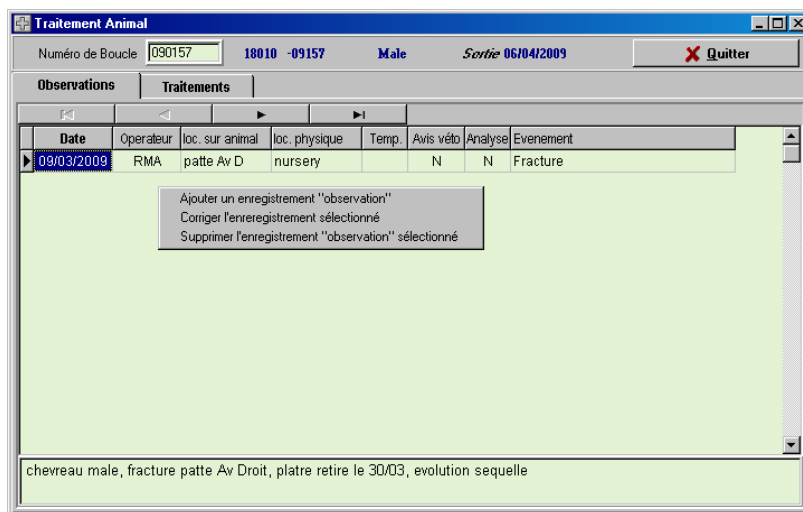 Traitement Animal
Numéro de Boucle 090157 18010 -09157 Male Sortie 06/04/2009 Quitter
Observations Traitements
Date Operateur loc. sur animal loc. physique Temp. Avis véto Analyse Evenement
09/03/2009 RMA patte Av D nursery N N Fracture
Ajouter un enregistrement "observation"
Corriger l'enreregistrement sélectionné
Supprimer l'enregistrement "observation" sélectionné
chevreau male, fracture patte Av Droit, platre retire le 30/03, evolution sequelle